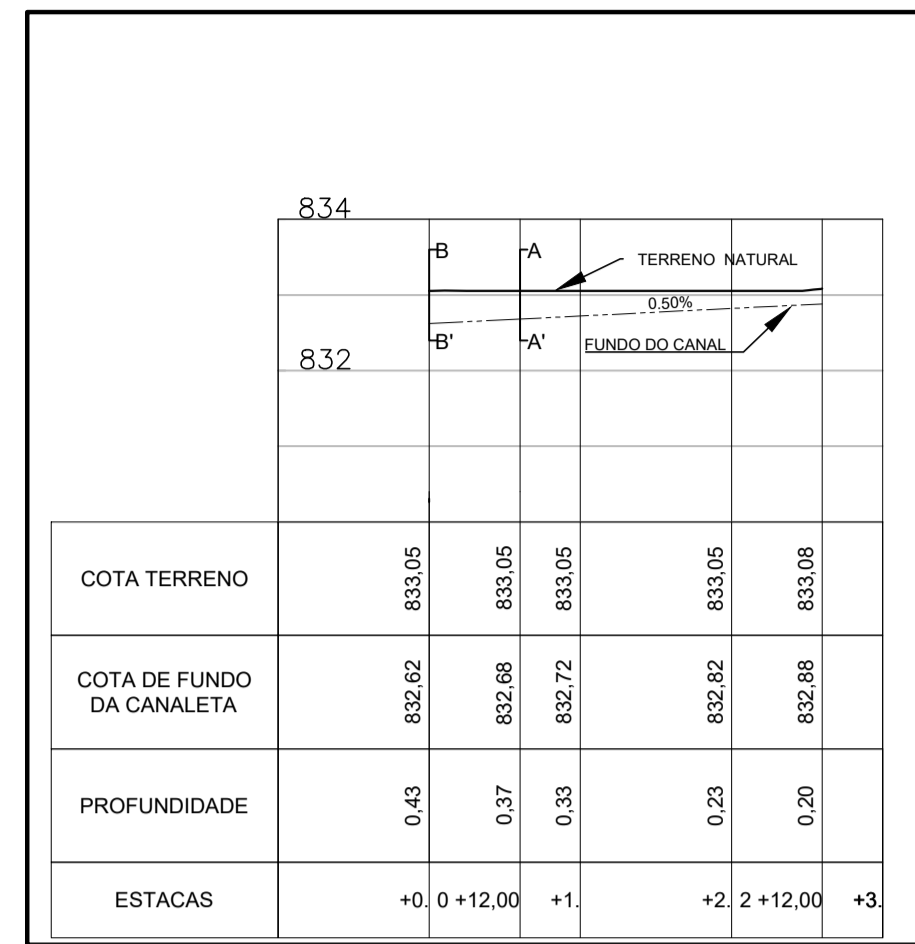 834
B
A
TERRENO NATURAL
0.50%
B'
A'
FUNDO DO CANAL
832
COTA TERRENO
833,05
833,05
833,05
833,05
833,08
COTA DE FUNDO
DA CANALETA
832,62
832,68
832,72
832,82
832,88
PROFUNDIDADE
0,43
0,37
0,33
0,23
0,20
ESTACAS
+0.
0 +12,00
+1.
+2.
2 +12,00
+3.